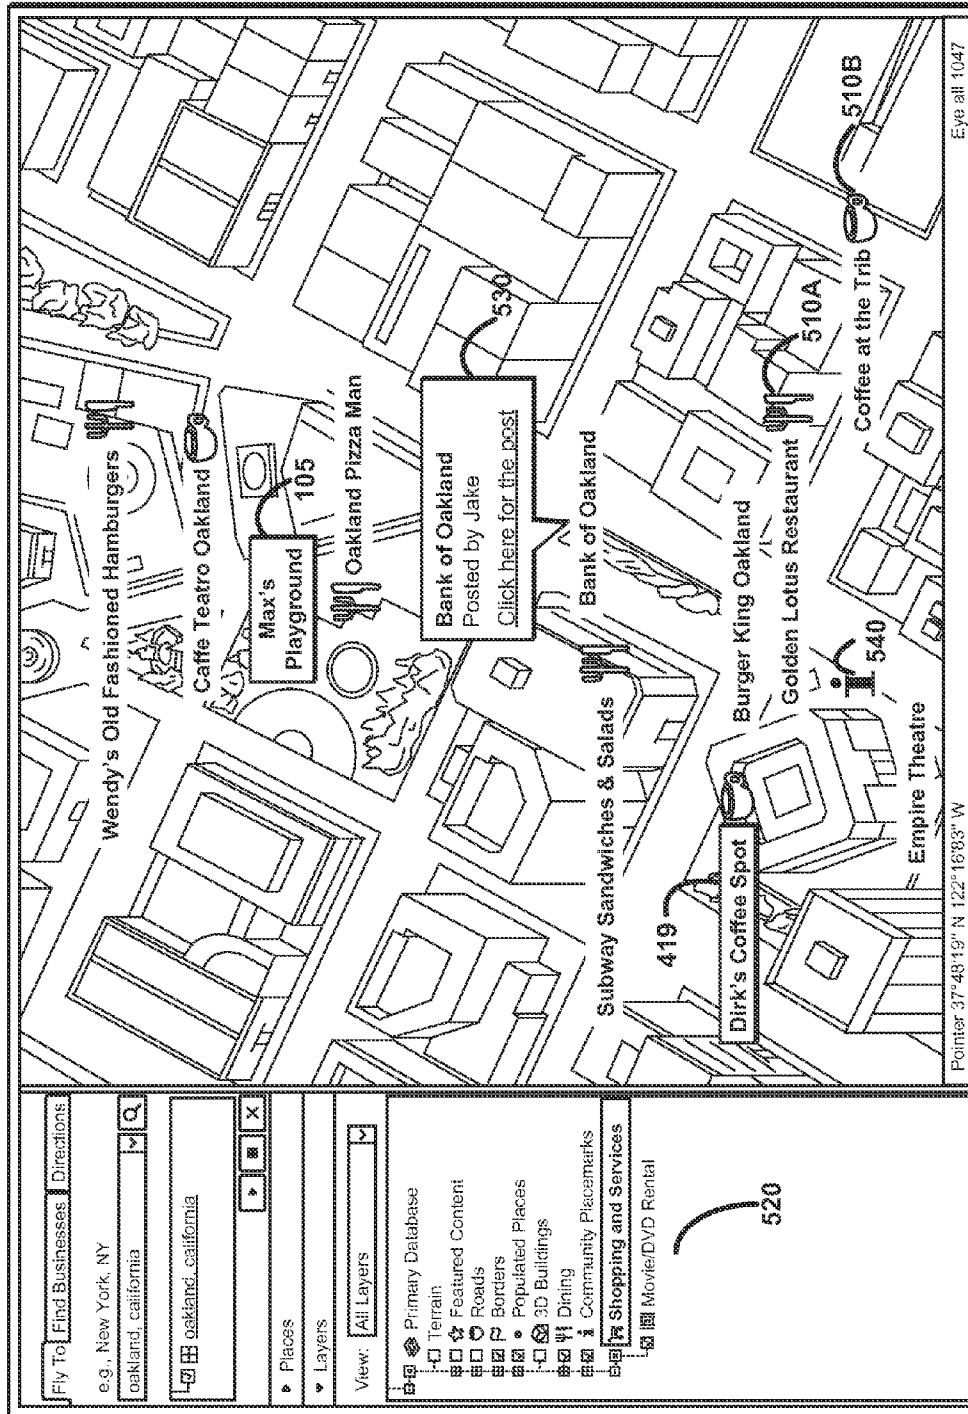 Fly To
Find Businesses
Directions
e.g., New York, NY
oakland, california
oakland, california
Places
Layers
View:
All Layers
Primary Database
Terrain
Featured Content
Roads
Borders
Populated Places
3D Buildings
Dining
Community Placemarks
Shopping and Services
Movie/DVD Rental
520
Wendy's Old Fashioned Hamburgers
Caffe Teatro Oakland
Max's
Playground
105
Oakland Pizza Man
Bank of Oakland
Posted by Jake
Click here for the post
530
Bank of Oakland
Subway Sandwiches & Salads
419
Dirk's Coffee Spot
Burger King Oakland
Golden Lotus Restaurant
510A
Coffee at the Trib
510B
540
Empire Theatre
Pointer 37°48'19" N 122°16'83" W
Eye all 1047